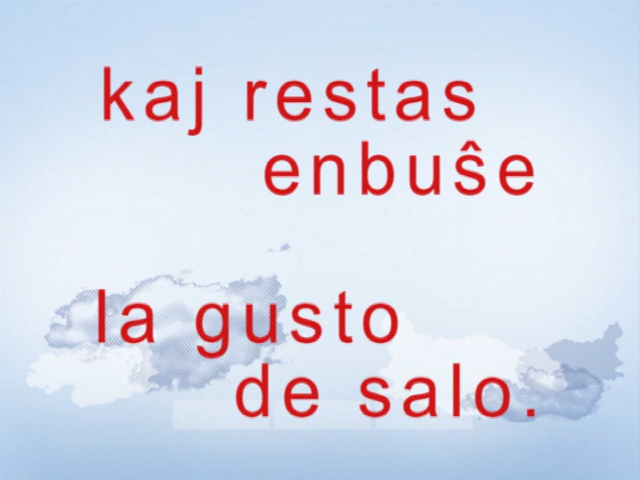 kaj restas
enbuŝe
la gusto
de salo.